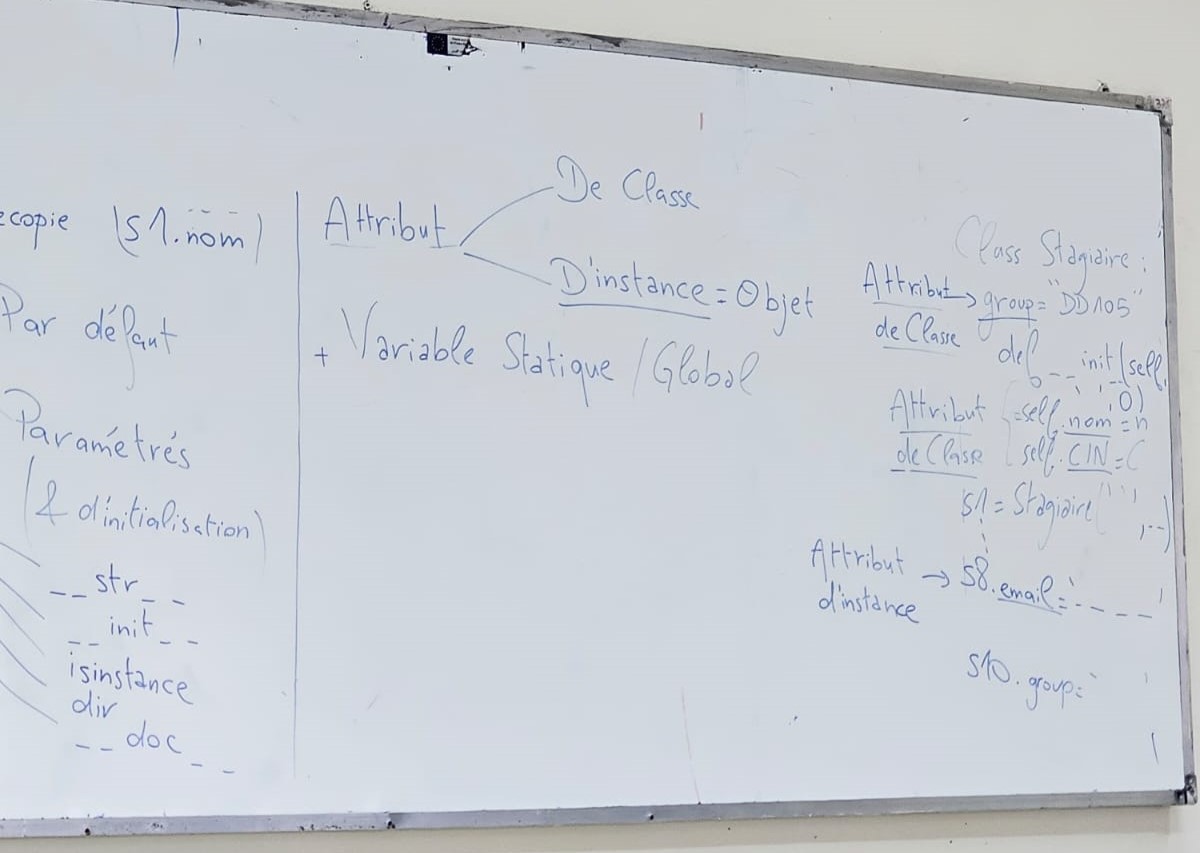 ecopie (s1.nom)
Par défaut
Paramétrés
(& d'initialisation)
__str__
__init__
isinstance
dir
__doc__
Attribut
De Classe
D'instance = Objet
+ Variable Statique / Global
Class Stagiaire :
Attribut → group = "DD105"
de Classe
def __init(self,
, , ,0)
Attribut
de Classe
self.nom = n
self.CIN = C
S1 = Stagiaire(
Attribut
d'instance
→ S8.email = ' - - - -
S10.group =